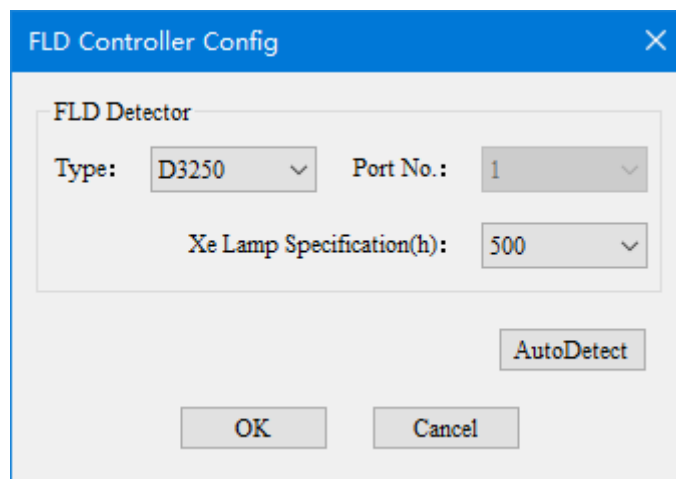 FLD Controller Config
FLD Detector
Type: D3250 Port No.: 1
Xe Lamp Specification(h): 500
AutoDetect
OK Cancel